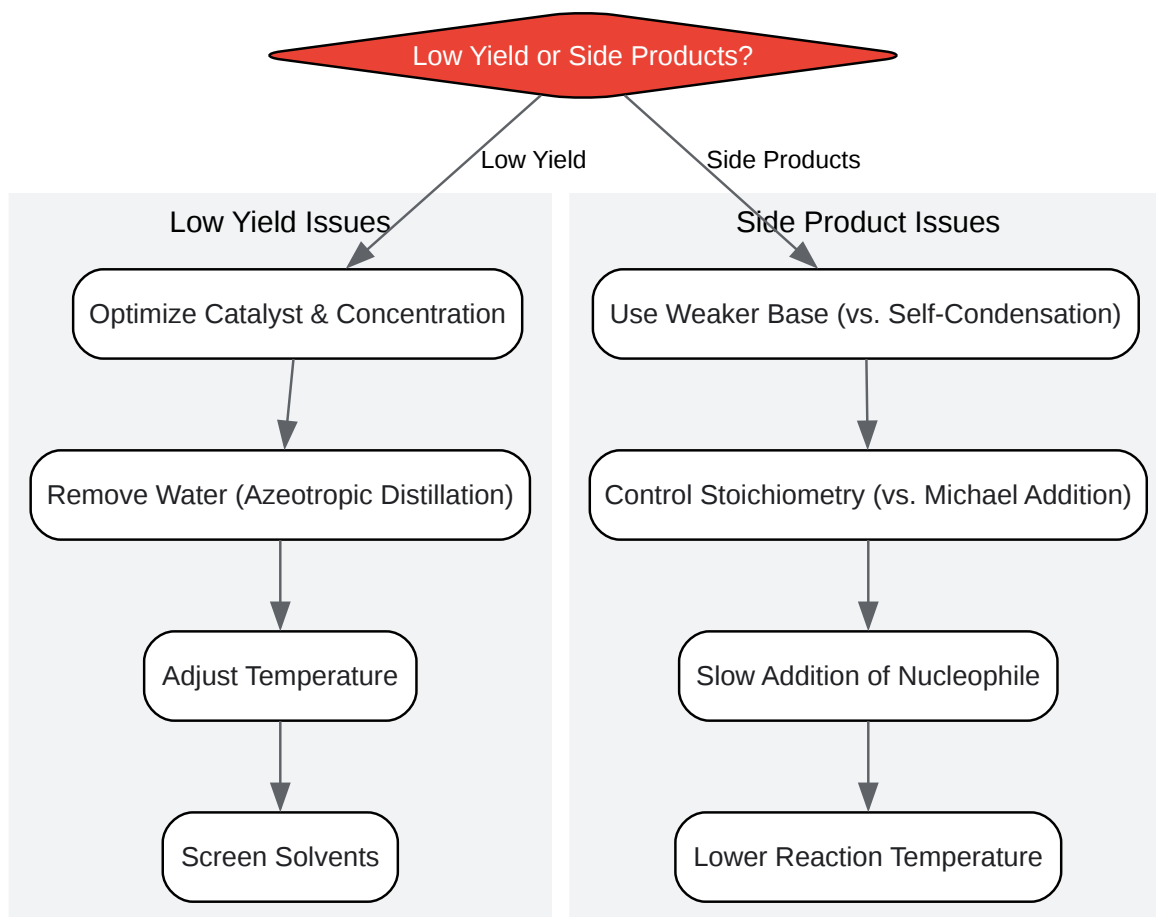 Low Yield or Side Products?
Low Yield
Side Products
Low Yield Issues
Side Product Issues
Optimize Catalyst & Concentration
Use Weaker Base (vs. Self-Condensation)
Remove Water (Azeotropic Distillation)
Control Stoichiometry (vs. Michael Addition)
Adjust Temperature
Slow Addition of Nucleophile
Screen Solvents
Lower Reaction Temperature